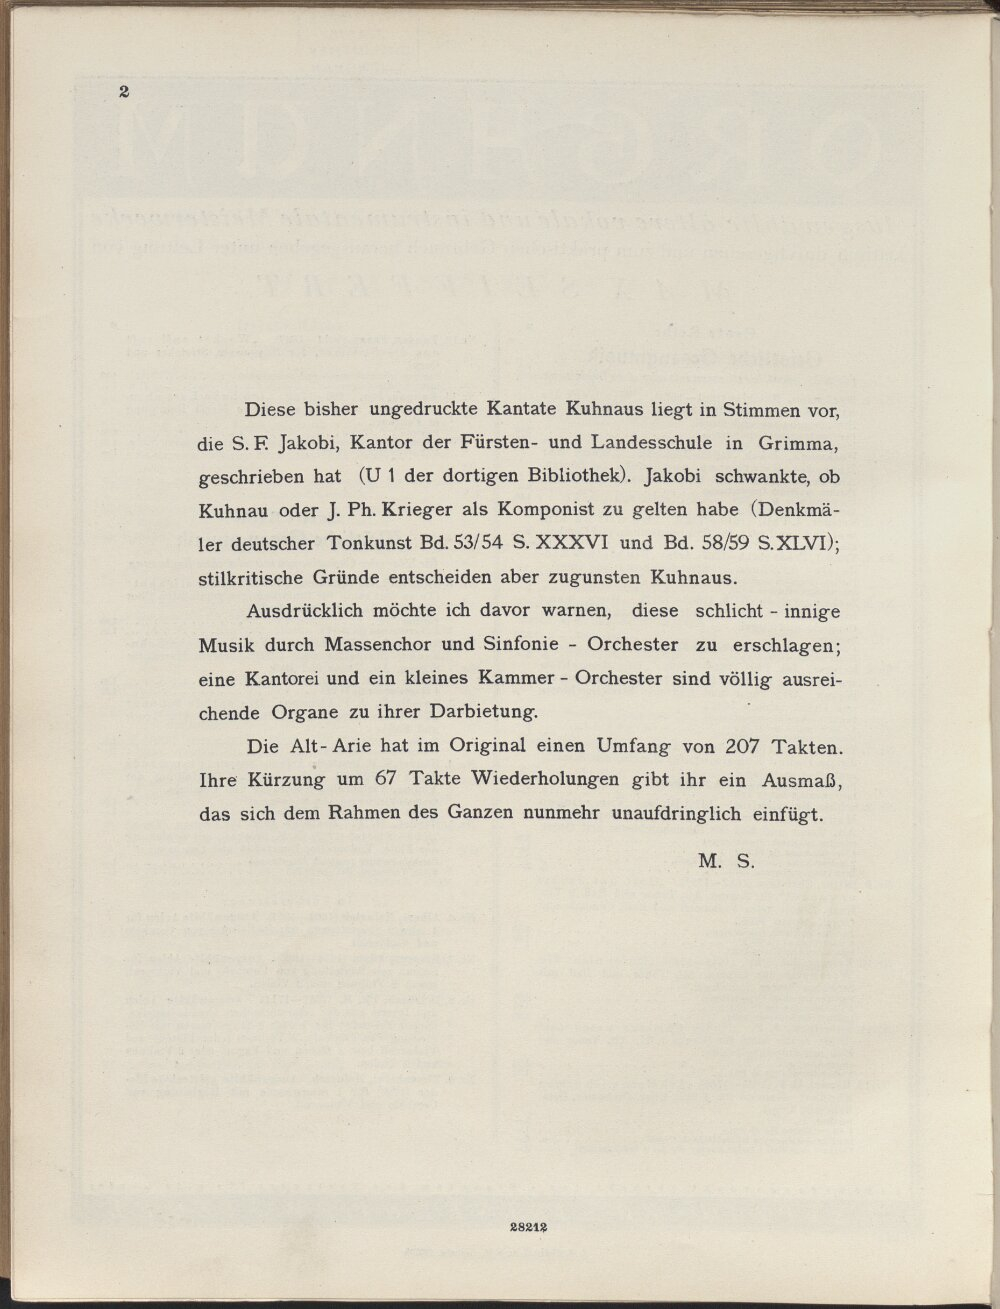 2
Diese bisher ungedruckte Kantate Kuhnaus liegt in Stimmen vor,
die S. F. Jakobi, Kantor der Fürsten- und Landesschule in Grimma,
geschrieben hat (U 1 der dortigen Bibliothek). Jakobi schwankte, ob
Kuhnau oder J. Ph. Krieger als Komponist zu gelten habe (Denkmä-
ler deutscher Tonkunst Bd. 53/54 S. XXXVI und Bd. 58/59 S. XLVI);
stilkritische Gründe entscheiden aber zugunsten Kuhnaus.
Ausdrücklich möchte ich davor warnen, diese schlicht - innige
Musik durch Massenchor und Sinfonie - Orchester zu erschlagen;
eine Kantorei und ein kleines Kammer - Orchester sind völlig ausrei-
chende Organe zu ihrer Darbietung.
Die Alt- Arie hat im Original einen Umfang von 207 Takten.
Ihre Kürzung um 67 Takte Wiederholungen gibt ihr ein Ausmaß,
das sich dem Rahmen des Ganzen nunmehr unaufdringlich einfügt.
M. S.
28212